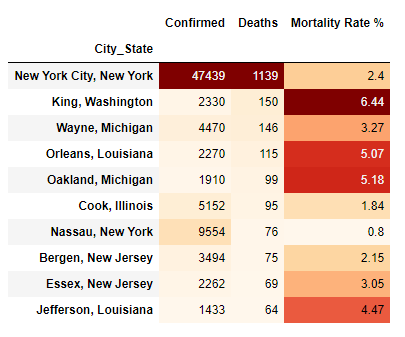 Confirmed Deaths Mortality Rate %
City_State
New York City, New York 47439 1139 2.4
King, Washington 2330 150 6.44
Wayne, Michigan 4470 146 3.27
Orleans, Louisiana 2270 115 5.07
Oakland, Michigan 1910 99 5.18
Cook, Illinois 5152 95 1.84
Nassau, New York 9554 76 0.8
Bergen, New Jersey 3494 75 2.15
Essex, New Jersey 2262 69 3.05
Jefferson, Louisiana 1433 64 4.47